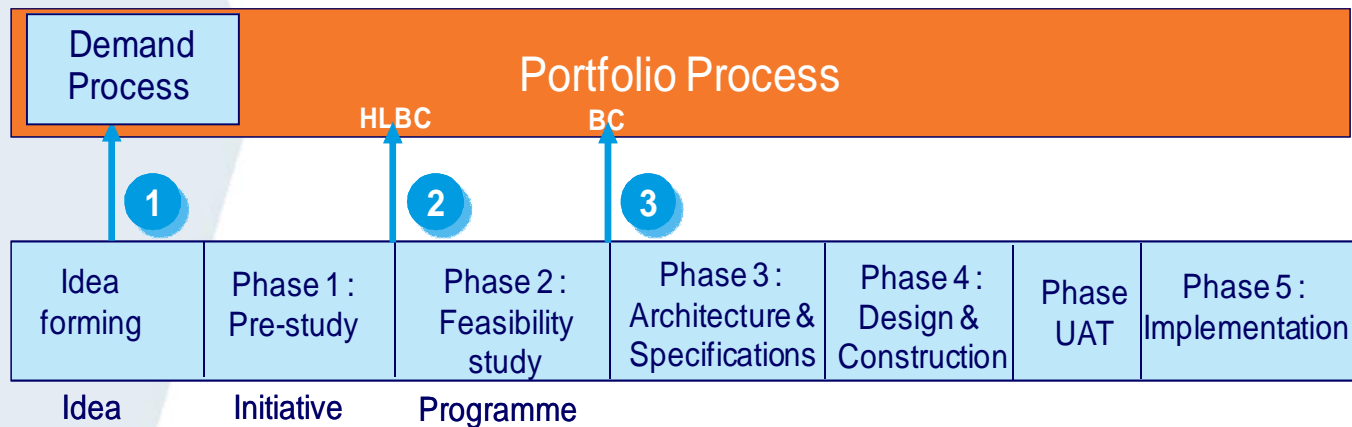 Demand
Process
Portfolio Process
HLBC
BC
1
2
3
Idea
forming
Phase 1 :
Pre-study
Phase 2 :
Feasibility
study
Phase 3 :
Architecture &
Specifications
Phase 4 :
Design &
Construction
Phase
UAT
Phase 5 :
Implementation
Idea
Initiative
Programme